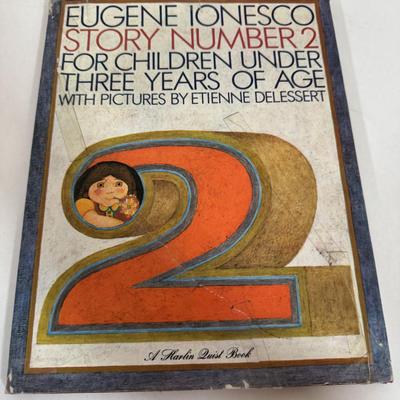 EUGENE IONESCO
STORY NUMBER 2
FOR CHILDREN UNDER
THREE YEARS OF AGE
WITH PICTURES BY ETIENNE DELESSERT
2
A Harlin Quist Book